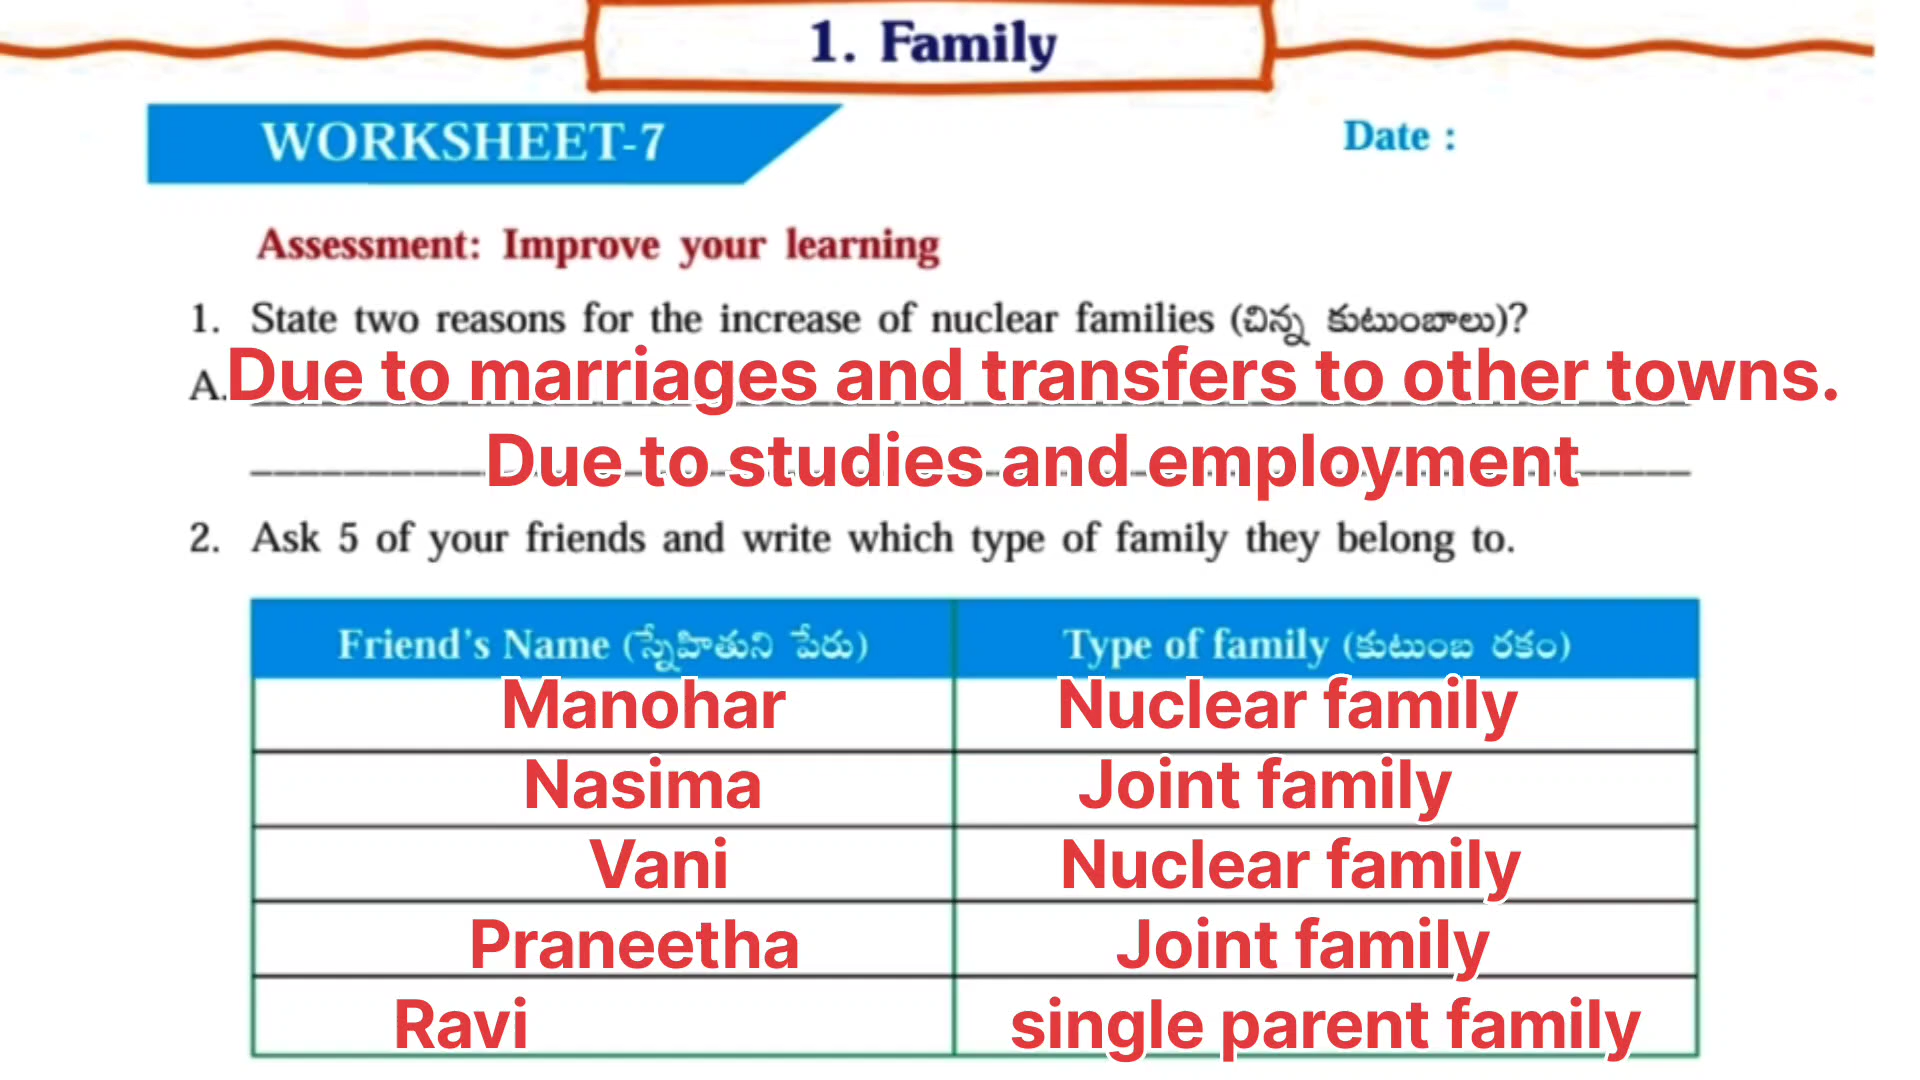 1. Family
WORKSHEET-7
Date :
Assessment: Improve your learning
1. State two reasons for the increase of nuclear families (చిన్న కుటుంబాలు)?
A. Due to marriages and transfers to other towns.
Due to studies and employment
2. Ask 5 of your friends and write which type of family they belong to.
Friend's Name (స్నేహితుని పేరు) Type of family (కుటుంబ రకం)
Manohar Nuclear family
Nasima Joint family
Vani Nuclear family
Praneetha Joint family
Ravi single parent family